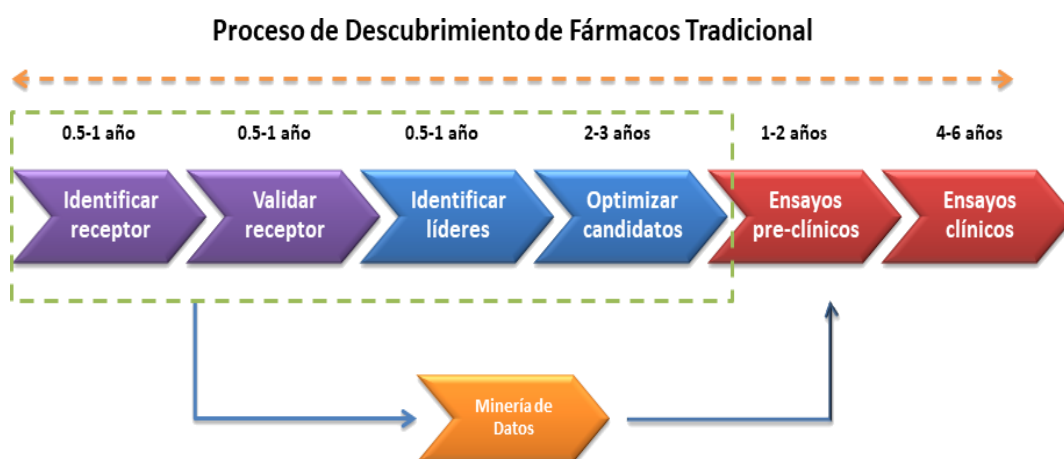 Proceso de Descubrimiento de Fármacos Tradicional
0.5-1 año
0.5-1 año
0.5-1 año
2-3 años
1-2 años
4-6 años
Identificar
receptor
Validar
receptor
Identificar
líderes
Optimizar
candidatos
Ensayos
pre-clínicos
Ensayos
clínicos
Minería de
Datos